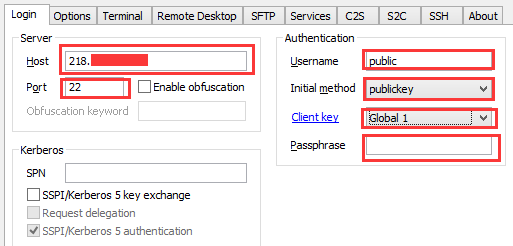 Login Options Terminal Remote Desktop SFTP Services C2S S2C SSH About
Server
Host 218.
Port 22 Enable obfuscation
Obfuscation keyword
Kerberos
SPN
SSPI/Kerberos 5 key exchange
Request delegation
SSPI/Kerberos 5 authentication
Authentication
Username public
Initial method publickey
Client key Global 1
Passphrase